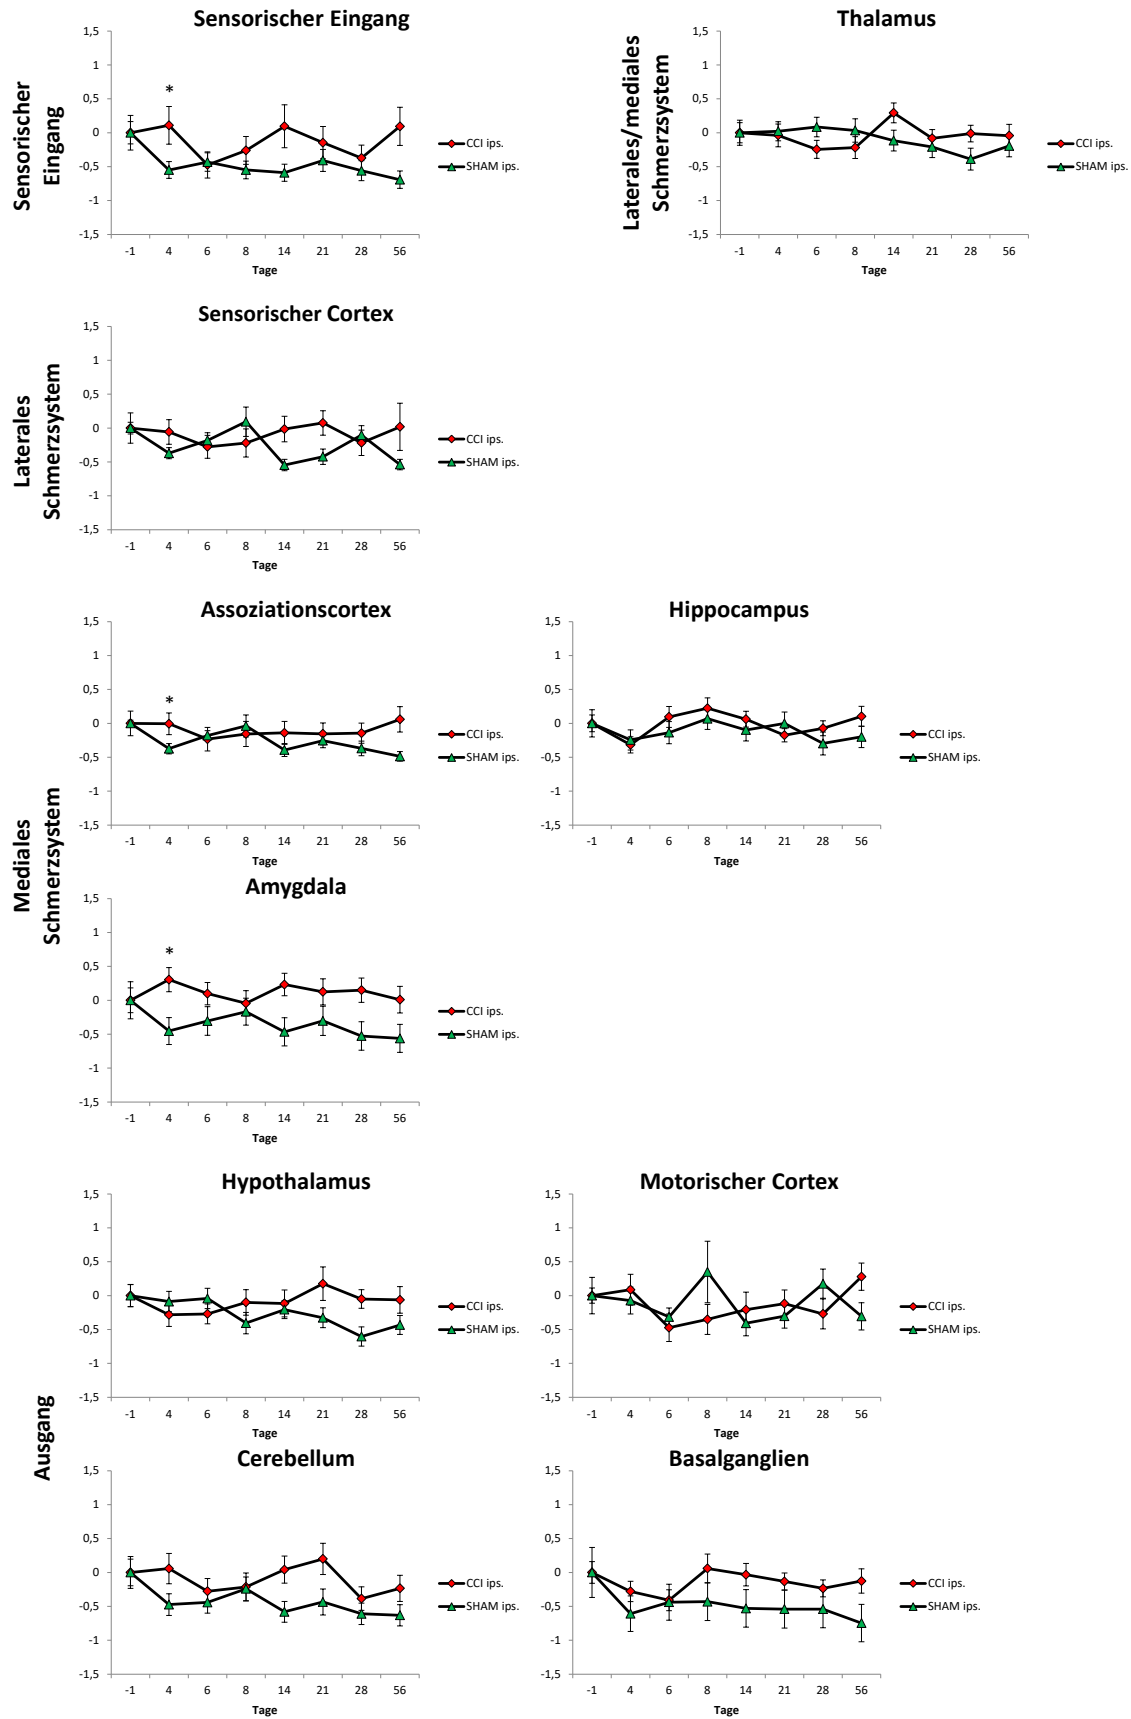 Sensorischer Eingang
Sensorischer
Eingang
1,5
1
0,5
0
-0,5
-1
-1,5
*
-1 4 6 8 14 21 28 56
Tage
CCI ips.
SHAM ips.
Thalamus
Laterales/mediales
Schmerzsystem
1,5
1
0,5
0
-0,5
-1
-1,5
-1 4 6 8 14 21 28 56
Tage
CCI ips.
SHAM ips.
Sensorischer Cortex
Laterales
Schmerzsystem
1,5
1
0,5
0
-0,5
-1
-1,5
-1 4 6 8 14 21 28 56
Tage
CCI ips.
SHAM ips.
Mediales
Schmerzsystem
Assoziationscortex
1,5
1
0,5
0
-0,5
-1
-1,5
*
-1 4 6 8 14 21 28 56
Tage
CCI ips.
SHAM ips.
Hippocampus
1,5
1
0,5
0
-0,5
-1
-1,5
-1 4 6 8 14 21 28 56
Tage
CCI ips.
SHAM ips.
Amygdala
1,5
1
0,5
0
-0,5
-1
-1,5
*
-1 4 6 8 14 21 28 56
Tage
CCI ips.
SHAM ips.
Ausgang
Hypothalamus
1,5
1
0,5
0
-0,5
-1
-1,5
-1 4 6 8 14 21 28 56
Tage
CCI ips.
SHAM ips.
Motorischer Cortex
1,5
1
0,5
0
-0,5
-1
-1,5
-1 4 6 8 14 21 28 56
Tage
CCI ips.
SHAM ips.
Cerebellum
1,5
1
0,5
0
-0,5
-1
-1,5
-1 4 6 8 14 21 28 56
Tage
CCI ips.
SHAM ips.
Basalganglien
1,5
1
0,5
0
-0,5
-1
-1,5
-1 4 6 8 14 21 28 56
Tage
CCI ips.
SHAM ips.